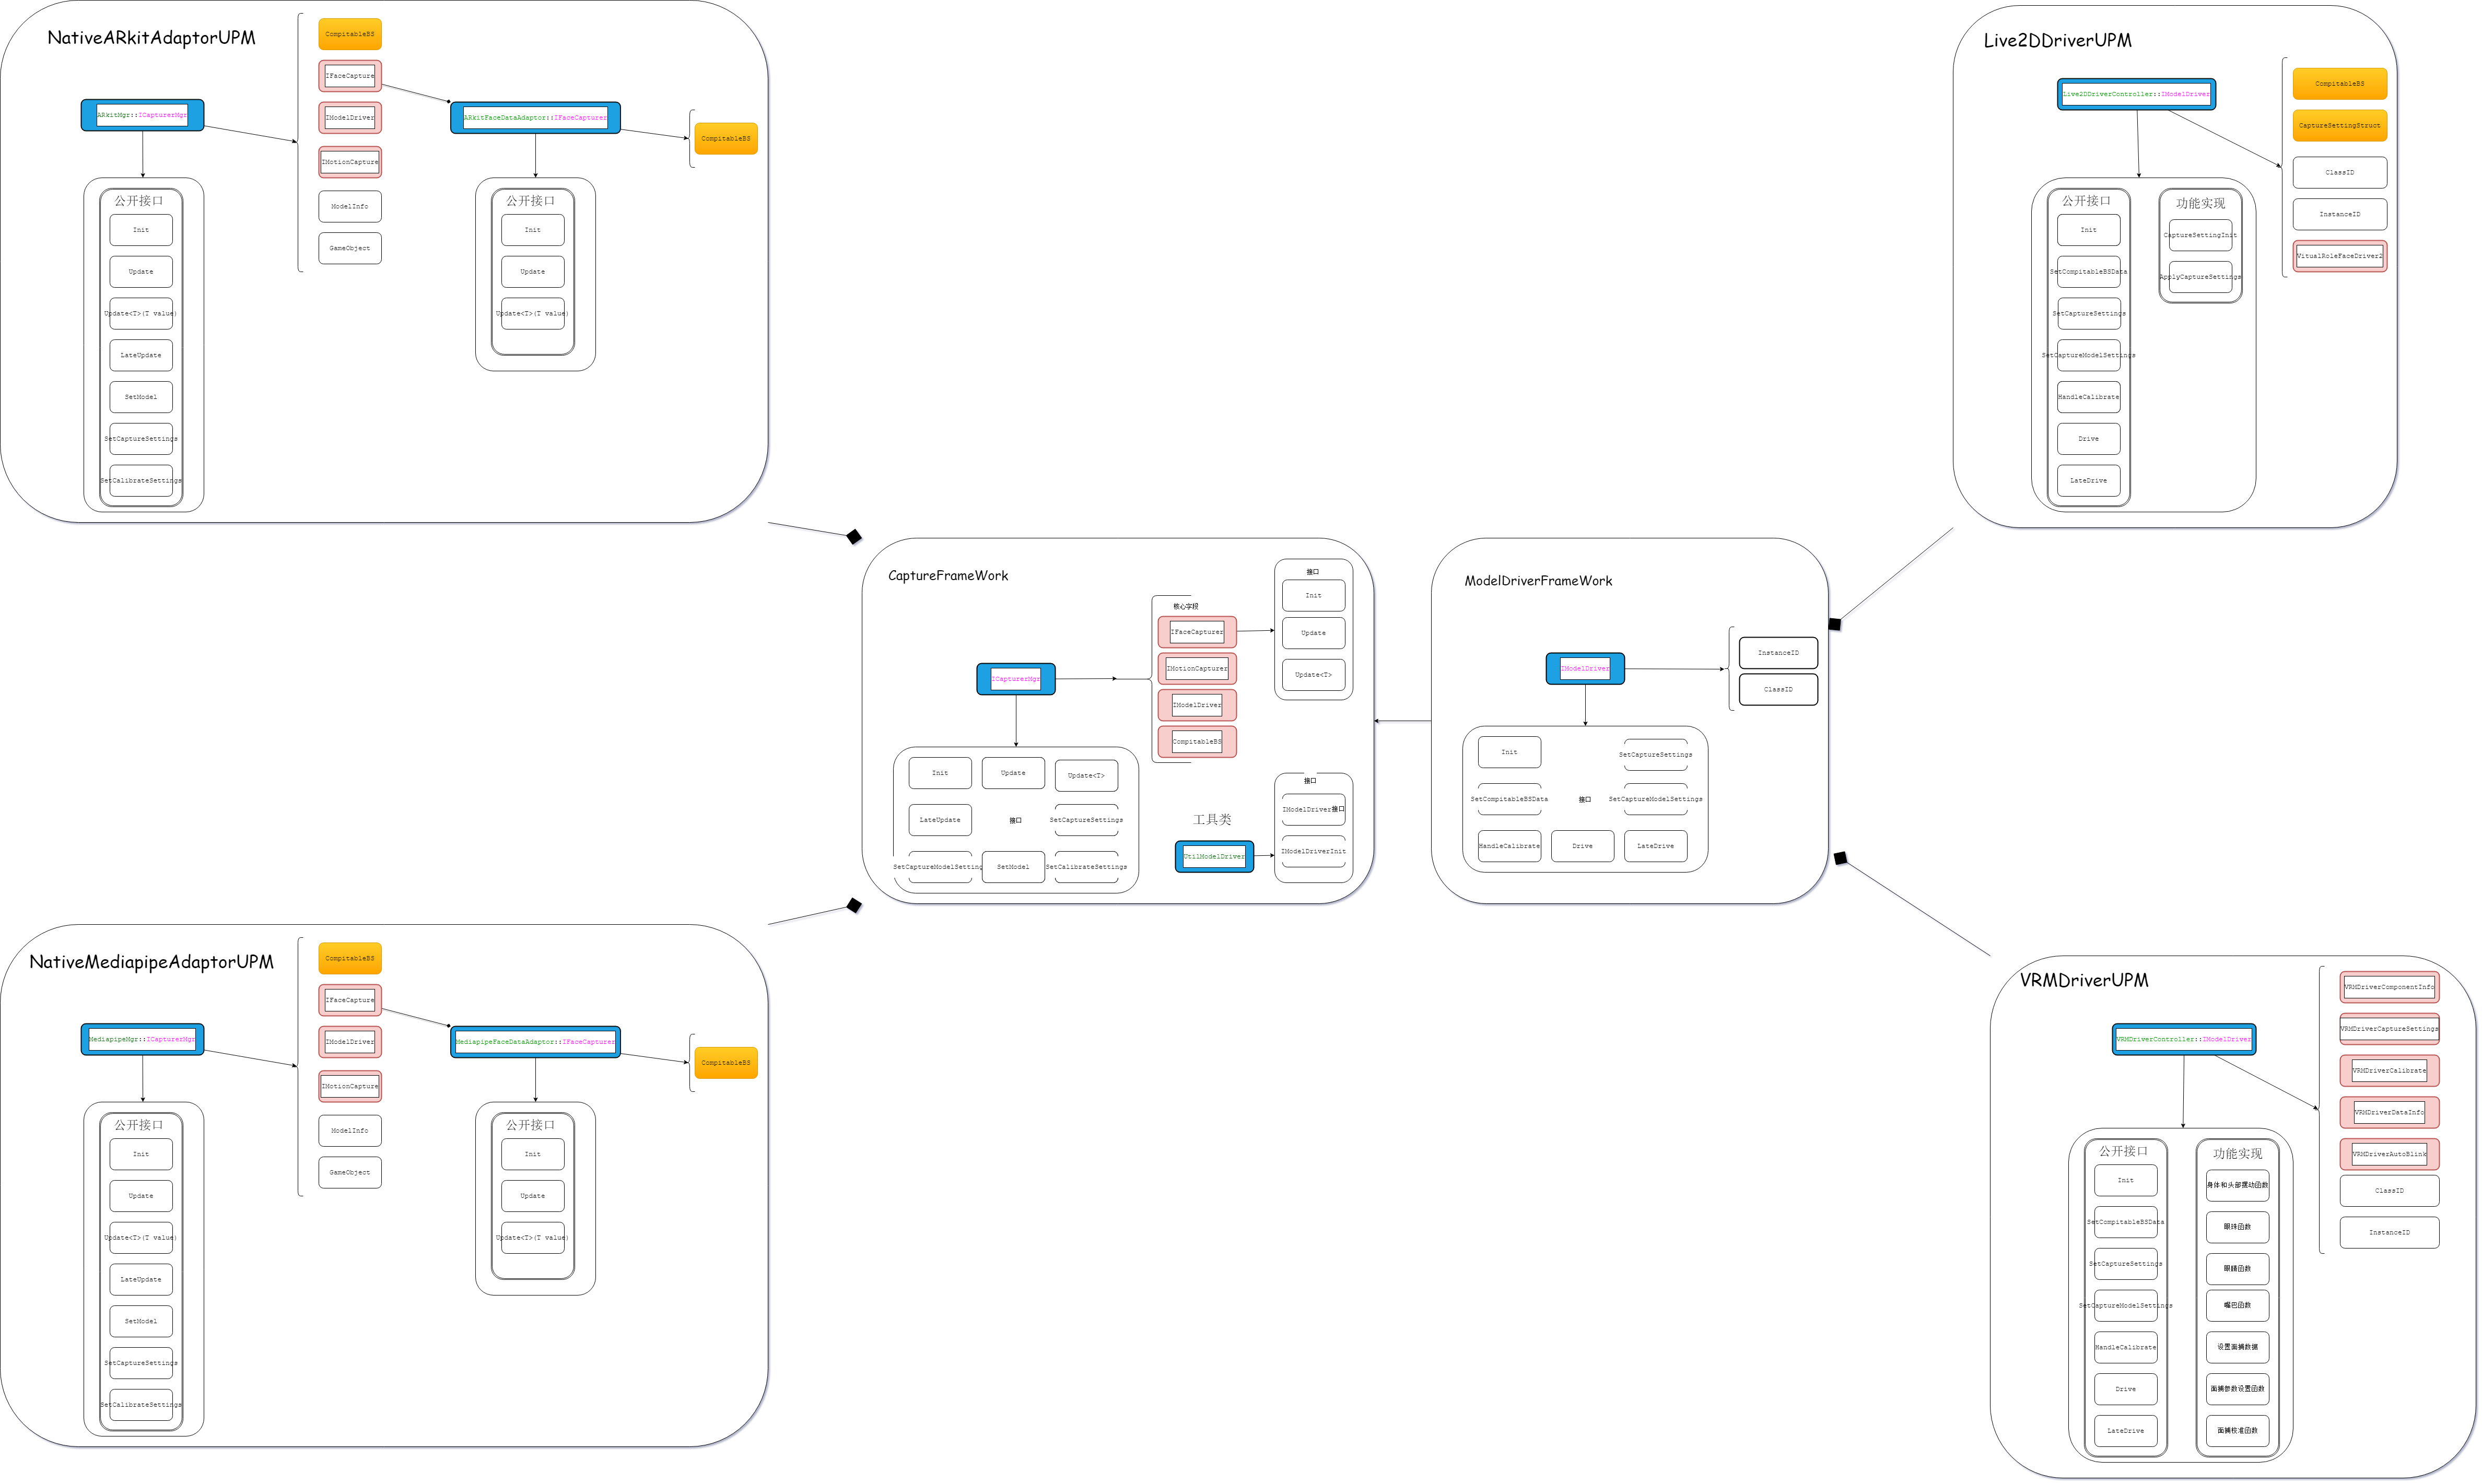 NativeARkitAdaptorUPM
ARkitMgr::ICapturerMgr
公开接口
Init
Update
Update<T>(T value)
LateUpdate
SetModel
SetCaptureSettings
SetCalibrateSettings
CompitableBS
IFaceCapture
IModelDriver
IMotionCapture
ModelInfo
GameObject
ARkitFaceDataAdaptor::IFaceCapturer
公开接口
Init
Update
Update<T>(T value)
CompitableBS
Live2DDriverUPM
Live2DDriverController::IModelDriver
公开接口
Init
SetCompitableBSData
SetCaptureSettings
SetCaptureModelSettings
HandleCalibrate
Drive
LateDrive
功能实现
CaptureSettingInit
ApplyCaptureSettings
CompitableBS
CaptureSettingStruct
ClassID
InstanceID
VitualRoleFaceDriver2
CaptureFrameWork
ICapturerMgr
Init
Update
Update<T>
LateUpdate
接口
SetCaptureSettings
SetCaptureModelSetting
SetModel
SetCalibrateSettings
核心字段
IFaceCapturer
IMotionCapturer
IModelDriver
CompitableBS
接口
Init
Update
Update<T>
工具类
UtilModelDriver
接口
IModelDriver接口
IModelDriverInit
ModelDriverFrameWork
IModelDriver
InstanceID
ClassID
Init
SetCaptureSettings
SetCompitableBSData
接口
SetCaptureModelSettings
HandleCalibrate
Drive
LateDrive
NativeMediapipeAdaptorUPM
MediapipeMgr::ICapturerMgr
公开接口
Init
Update
Update<T>(T value)
LateUpdate
SetModel
SetCaptureSettings
SetCalibrateSettings
CompitableBS
IFaceCapture
IModelDriver
IMotionCapture
ModelInfo
GameObject
MediapipeFaceDataAdaptor::IFaceCapturer
公开接口
Init
Update
Update<T>(T value)
CompitableBS
VRMDriverUPM
VRMDriverController::IModelDriver
公开接口
Init
SetCompitableBSData
SetCaptureSettings
SetCaptureModelSettings
HandleCalibrate
Drive
LateDrive
功能实现
身体和头部摆动函数
眼珠函数
眼睛函数
嘴巴函数
设置面捕数据
面捕参数设置函数
面捕校准函数
VRMDriverComponentInfo
VRMDriverCaptureSettings
VRMDriverCalibrate
VRMDriverDataInfo
VRMDriverAutoBlink
ClassID
InstanceID